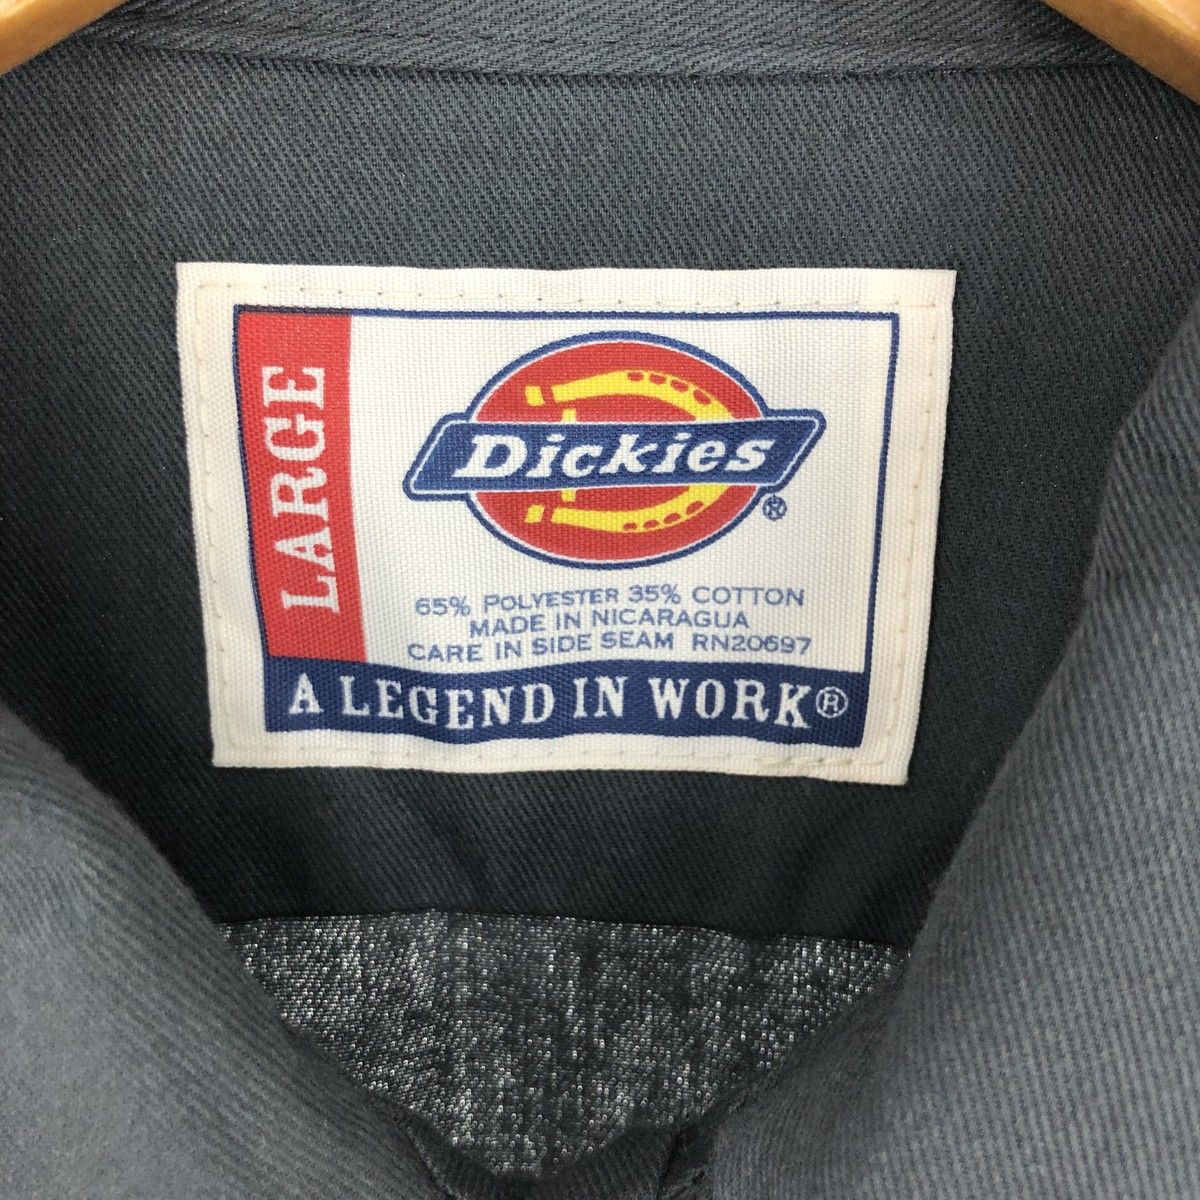 LARGE
Dickies®
65% POLYESTER 35% COTTON
MADE IN NICARAGUA
CARE IN SIDE SEAM RN20697
A LEGEND IN WORK®